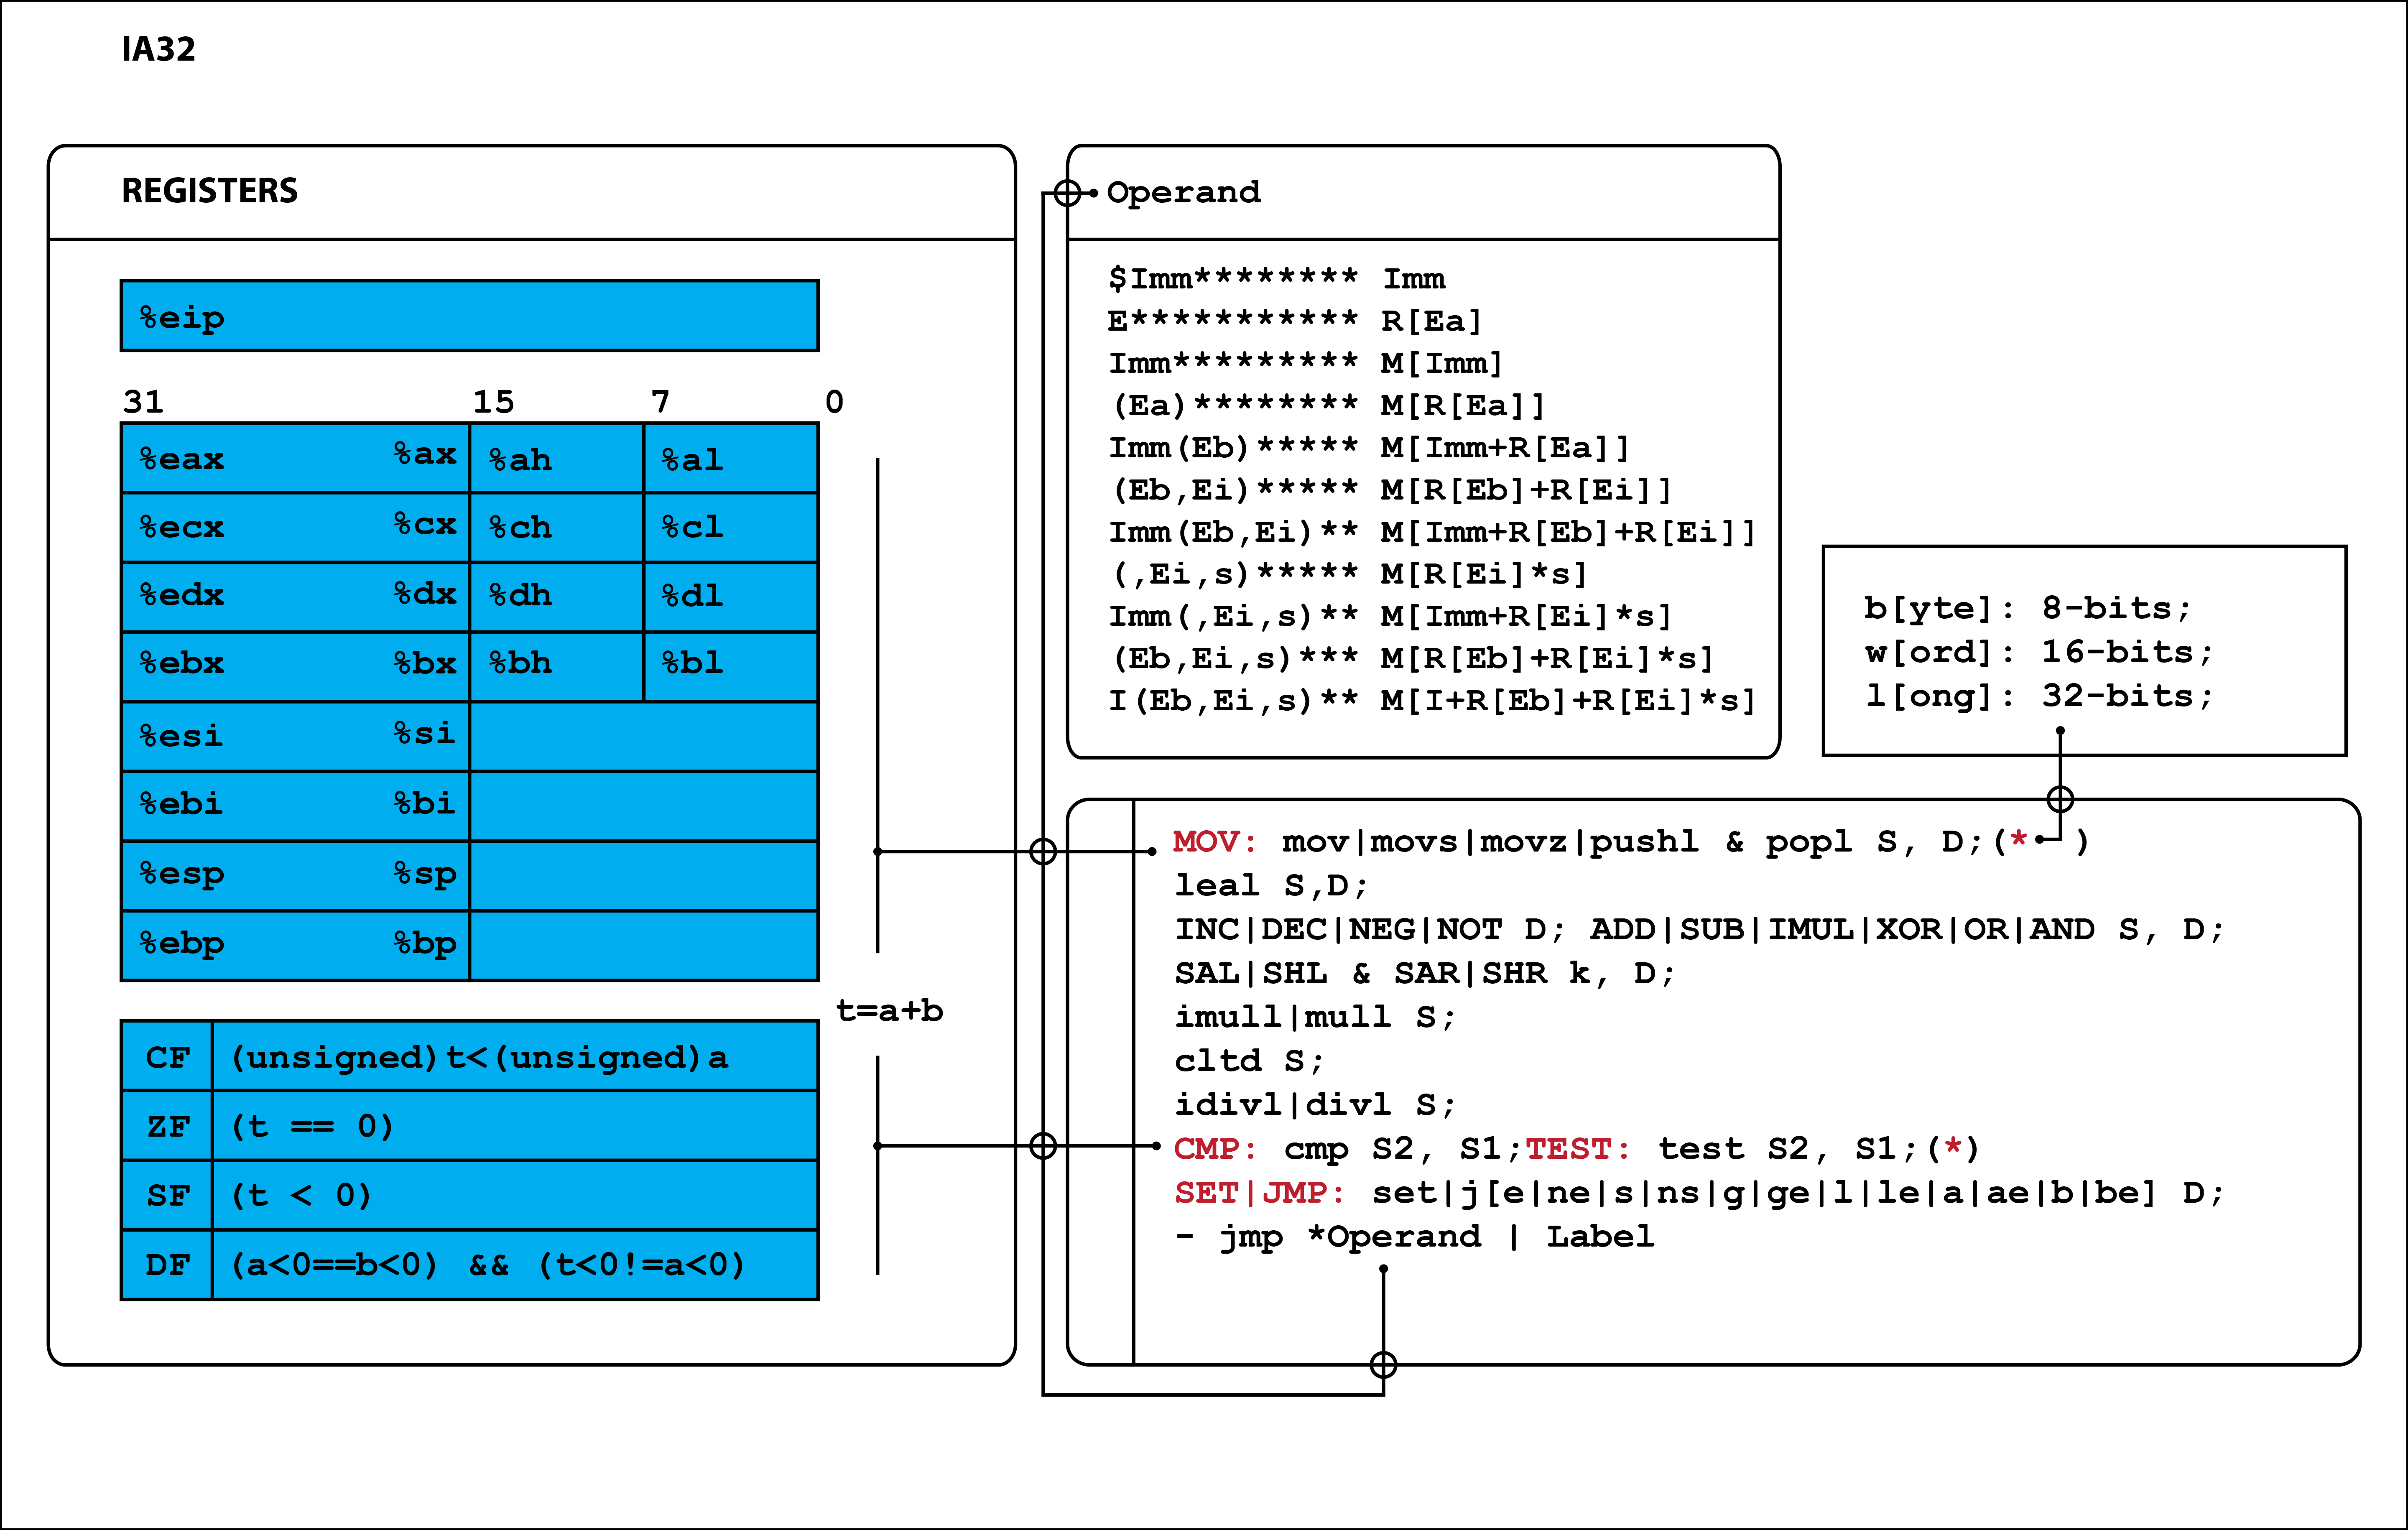 IA32
REGISTERS
%eip
31 15 7 0
%eax %ax %ah %al
%ecx %cx %ch %cl
%edx %dx %dh %dl
%ebx %bx %bh %bl
%esi %si
%ebi %bi
%esp %sp
%ebp %bp
t=a+b
CF (unsigned)t<(unsigned)a
ZF (t == 0)
SF (t < 0)
DF (a<0==b<0) && (t<0!=a<0)
Operand
$Imm******** Imm
E*********** R[Ea]
Imm********* M[Imm]
(Ea)******** M[R[Ea]]
Imm(Eb)***** M[Imm+R[Ea]]
(Eb,Ei)***** M[R[Eb]+R[Ei]]
Imm(Eb,Ei)** M[Imm+R[Eb]+R[Ei]]
(,Ei,s)***** M[R[Ei]*s]
Imm(,Ei,s)** M[Imm+R[Ei]*s]
(Eb,Ei,s)*** M[R[Eb]+R[Ei]*s]
I(Eb,Ei,s)** M[I+R[Eb]+R[Ei]*s]
b[yte]: 8-bits;
w[ord]: 16-bits;
l[ong]: 32-bits;
MOV: mov|movs|movz|pushl & popl S, D;(* )
leal S,D;
INC|DEC|NEG|NOT D; ADD|SUB|IMUL|XOR|OR|AND S, D;
SAL|SHL & SAR|SHR k, D;
imull|mull S;
cltd S;
idivl|divl S;
CMP: cmp S2, S1;TEST: test S2, S1;(*)
SET|JMP: set|j[e|ne|s|ns|g|ge|l|le|a|ae|b|be] D;
- jmp *Operand | Label